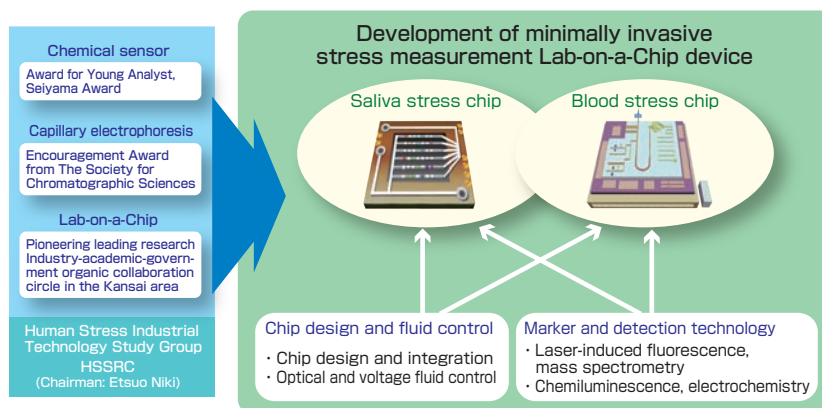 Chemical sensor
Award for Young Analyst,
Seiyama Award
Capillary electrophoresis
Encouragement Award
from The Society for
Chromatographic Sciences
Lab-on-a-Chip
Pioneering leading research
Industry-academic-govern-
ment organic collaboration
circle in the Kansai area
Human Stress Industrial
Technology Study Group
HSSRC
(Chairman: Etsuo Niki)
Development of minimally invasive
stress measurement Lab-on-a-Chip device
Saliva stress chip
Blood stress chip
Chip design and fluid control
・Chip design and integration
・Optical and voltage fluid control
Marker and detection technology
・Laser-induced fluorescence,
mass spectrometry
・Chemiluminescence, electrochemistry